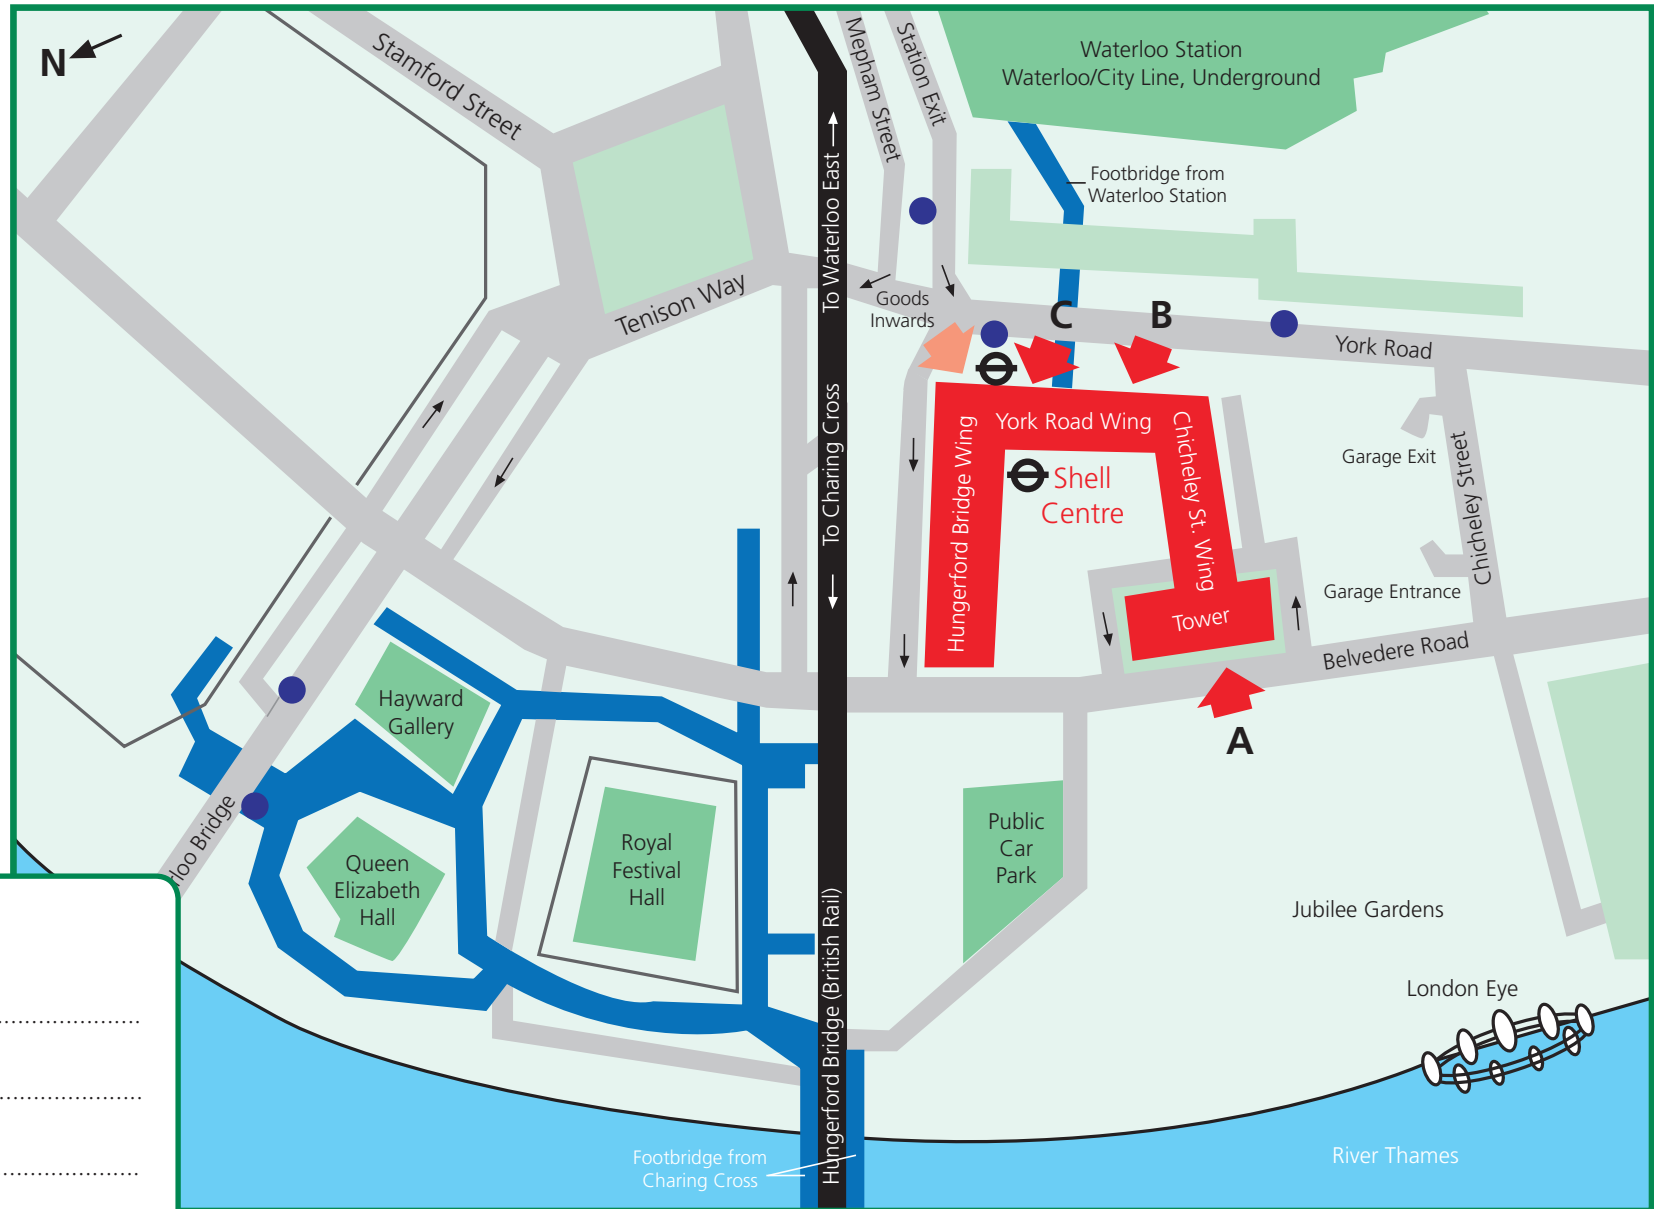 N
Stamford Street
Mepham Street
Station Exit
Waterloo Station
Waterloo/City Line, Underground
Footbridge from
Waterloo Station
To Waterloo East
Tenison Way
Goods
Inwards
C
B
York Road
To Charing Cross
York Road Wing
Hungerford Bridge Wing
Chicheley St. Wing
Shell
Centre
Garage Exit
Chicheley Street
Garage Entrance
Tower
Belvedere Road
A
Hayward
Gallery
loo Bridge
Queen
Elizabeth
Hall
Royal
Festival
Hall
Public
Car
Park
Jubilee Gardens
Hungerford Bridge (British Rail)
London Eye
Footbridge from
Charing Cross
River Thames